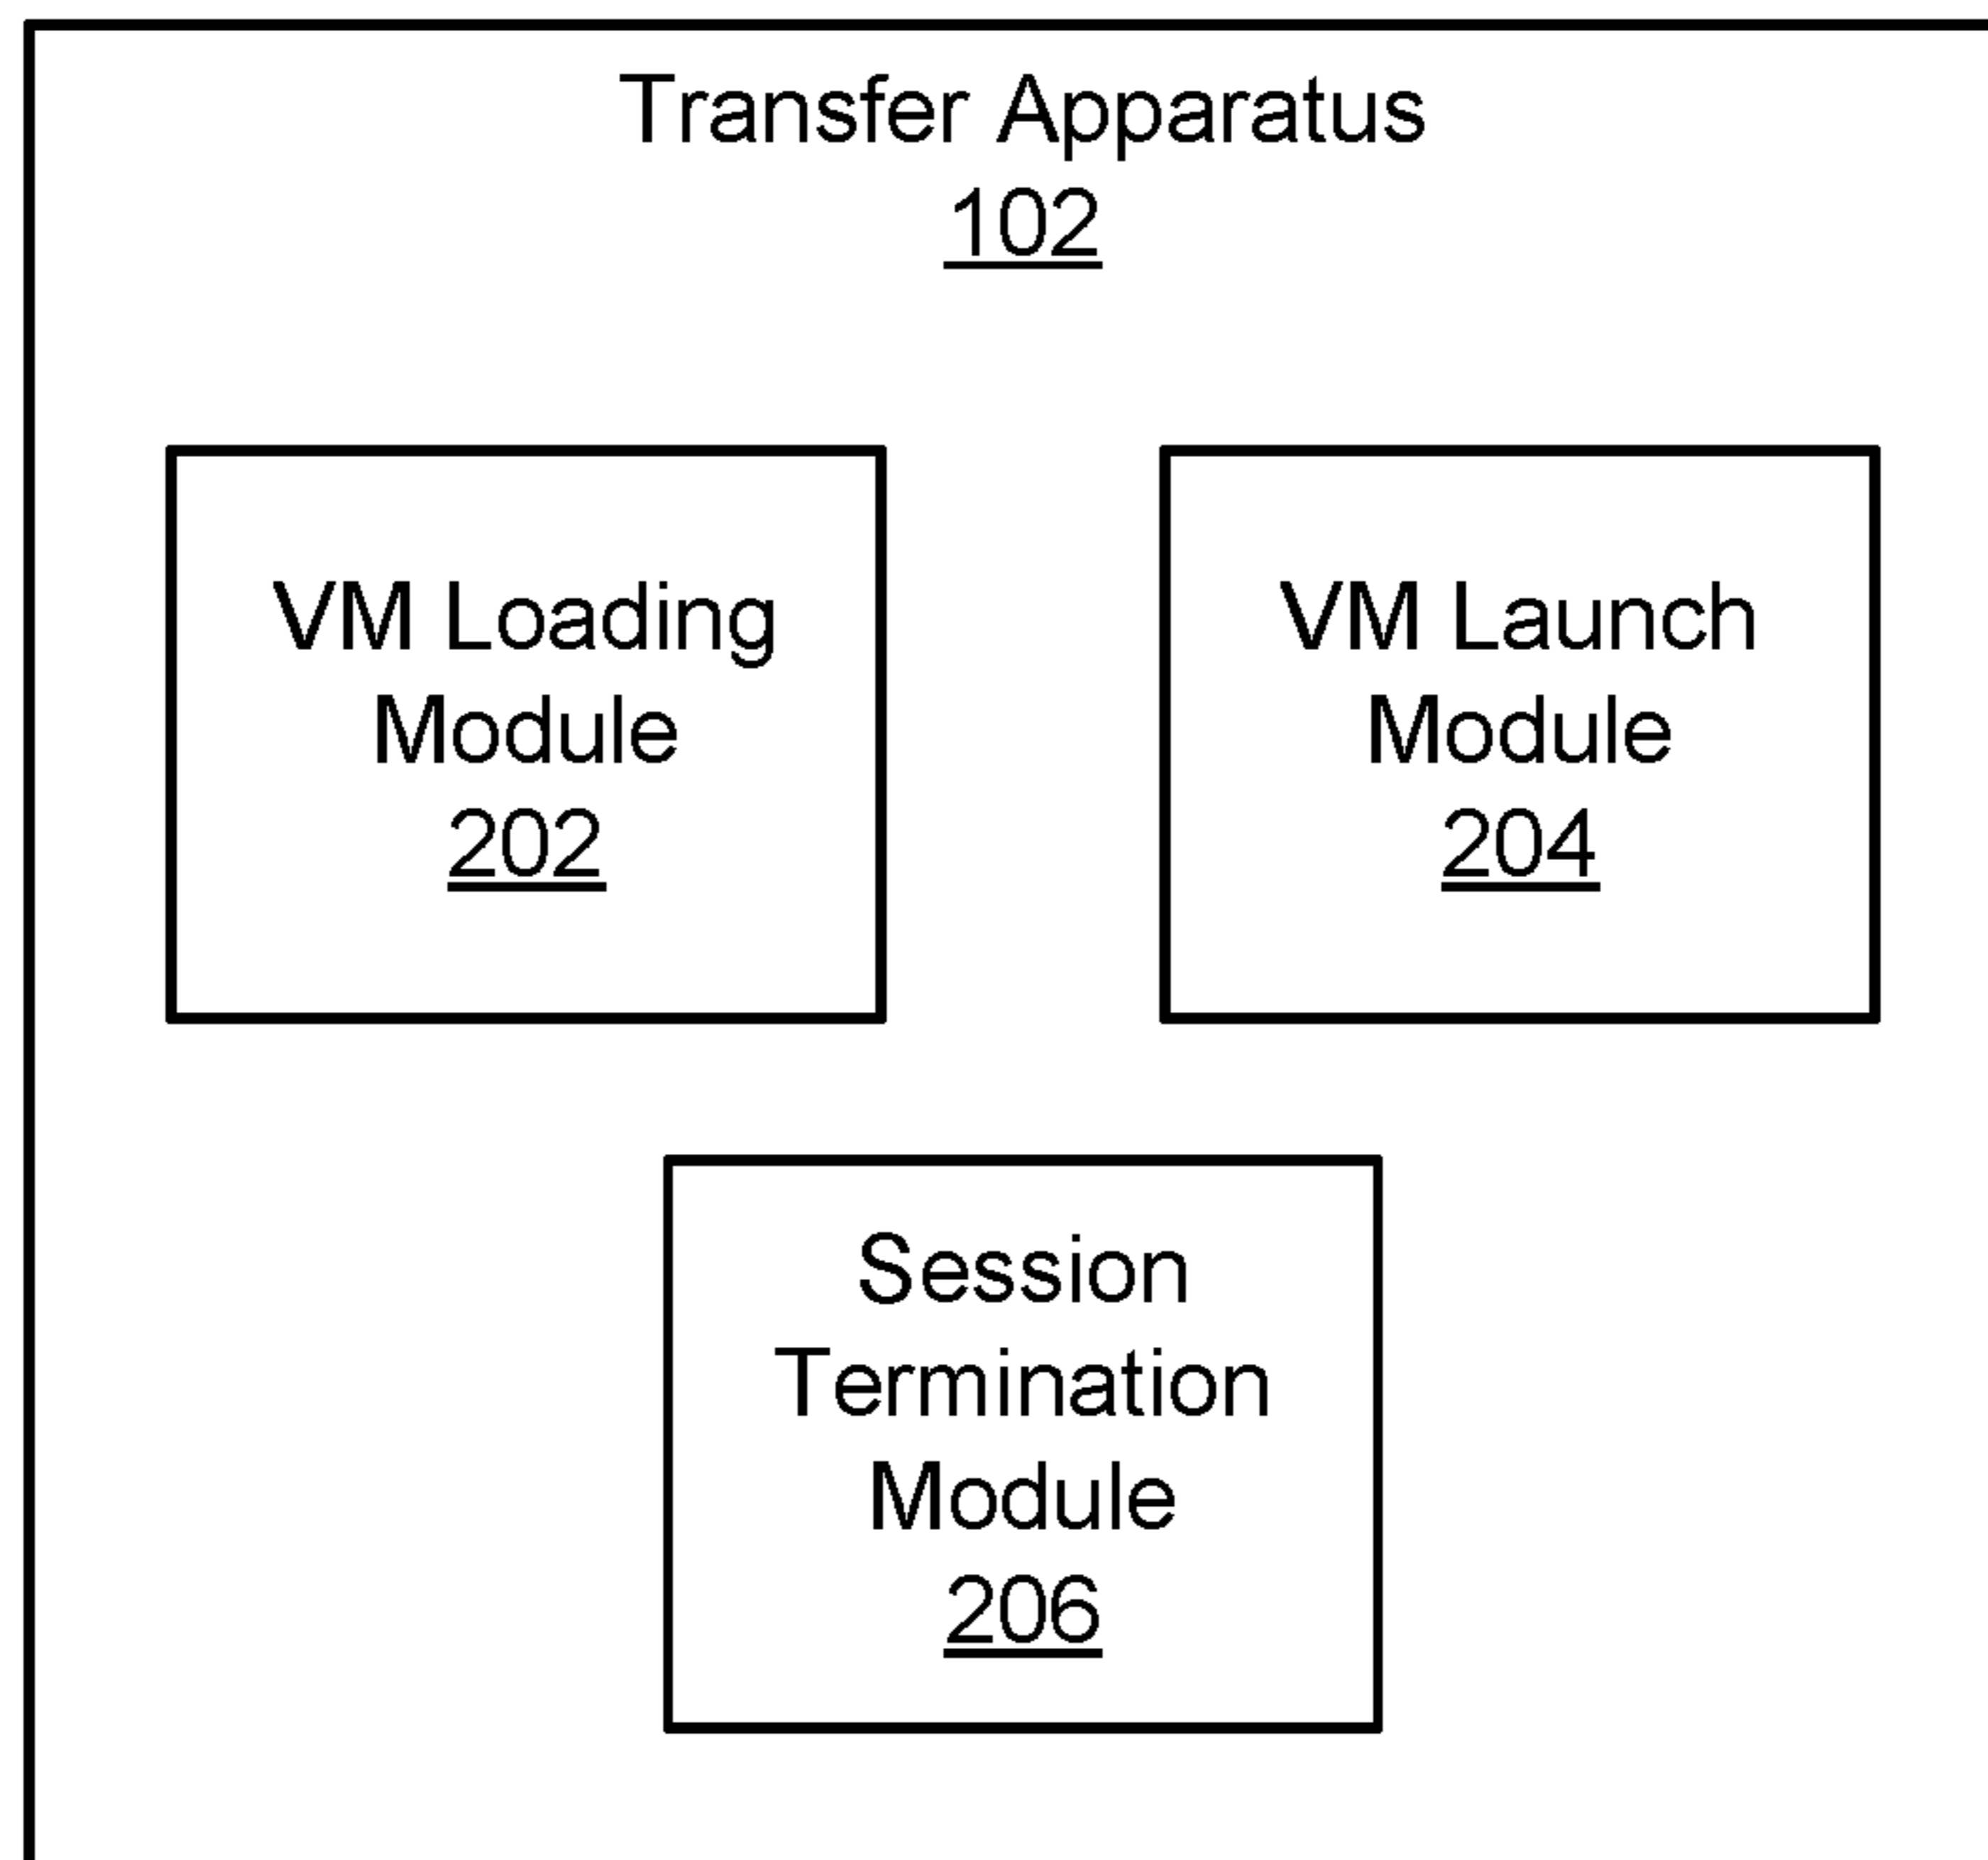 Transfer Apparatus
102
VM Loading
Module
202
VM Launch
Module
204
Session
Termination
Module
206